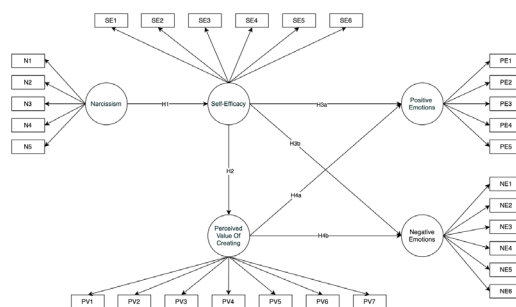 SE1 SE2 SE3 SE4 SE5 SE6
N1
N2
N3
N4
N5
Narcissism
H1
Self-Efficacy
H3a
Positive
Emotions
PE1
PE2
PE3
PE4
PE5
H3b
H2
H4a
Perceived
Value Of
Creating
H4b
Negative
Emotions
NE1
NE2
NE3
NE4
NE5
NE6
PV1 PV2 PV3 PV4 PV5 PV6 PV7